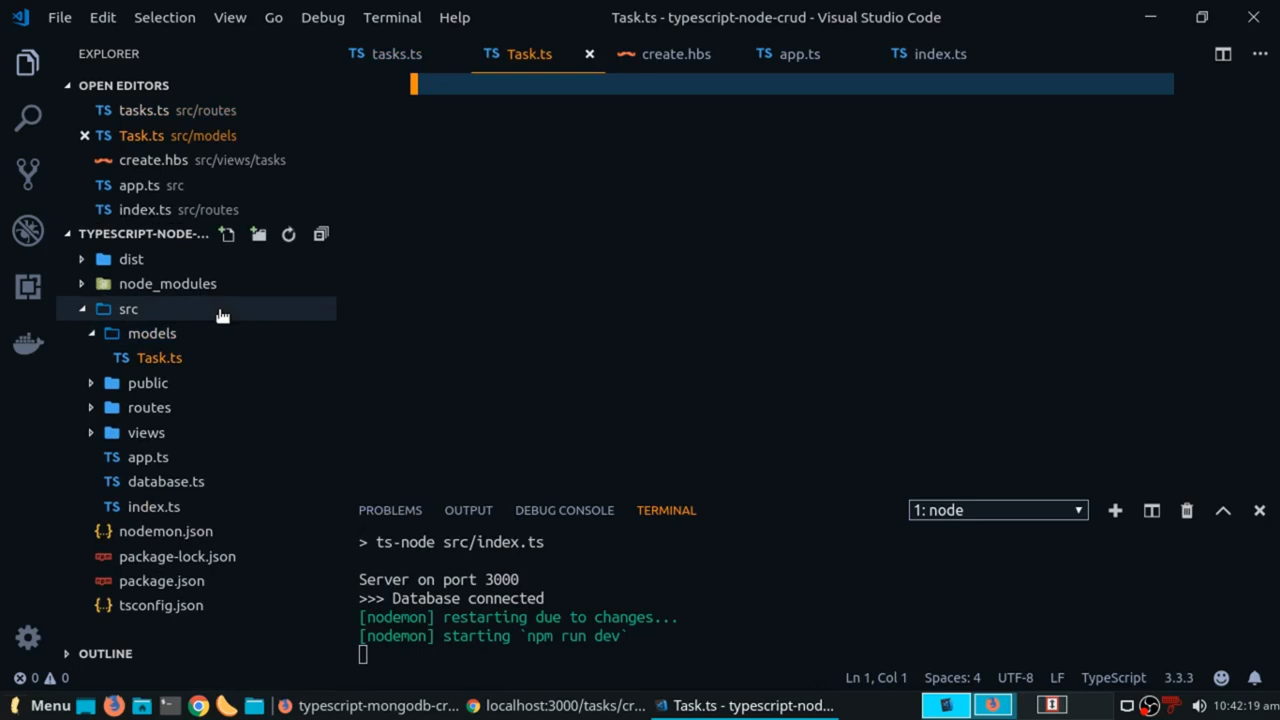 File Edit Selection View Go Debug Terminal Help Task.ts - typescript-node-crud - Visual Studio Code
EXPLORER
TS tasks.ts TS Task.ts create.hbs TS app.ts TS index.ts
OPEN EDITORS
TS tasks.ts src/routes
TS Task.ts src/models
create.hbs src/views/tasks
TS app.ts src
TS index.ts src/routes
TYPESCRIPT-NODE-...
dist
node_modules
src
models
TS Task.ts
public
routes
views
TS app.ts
TS database.ts
TS index.ts
{} nodemon.json
package-lock.json
package.json
{} tsconfig.json
OUTLINE
PROBLEMS OUTPUT DEBUG CONSOLE TERMINAL 1: node
> ts-node src/index.ts
Server on port 3000
>>> Database connected
[nodemon] restarting due to changes...
[nodemon] starting `npm run dev`
0 0 Ln 1, Col 1 Spaces: 4 UTF-8 LF TypeScript 3.3.3
Menu typescript-mongodb-cr... localhost:3000/tasks/cr... Task.ts - typescript-nod... 10:42:19 am